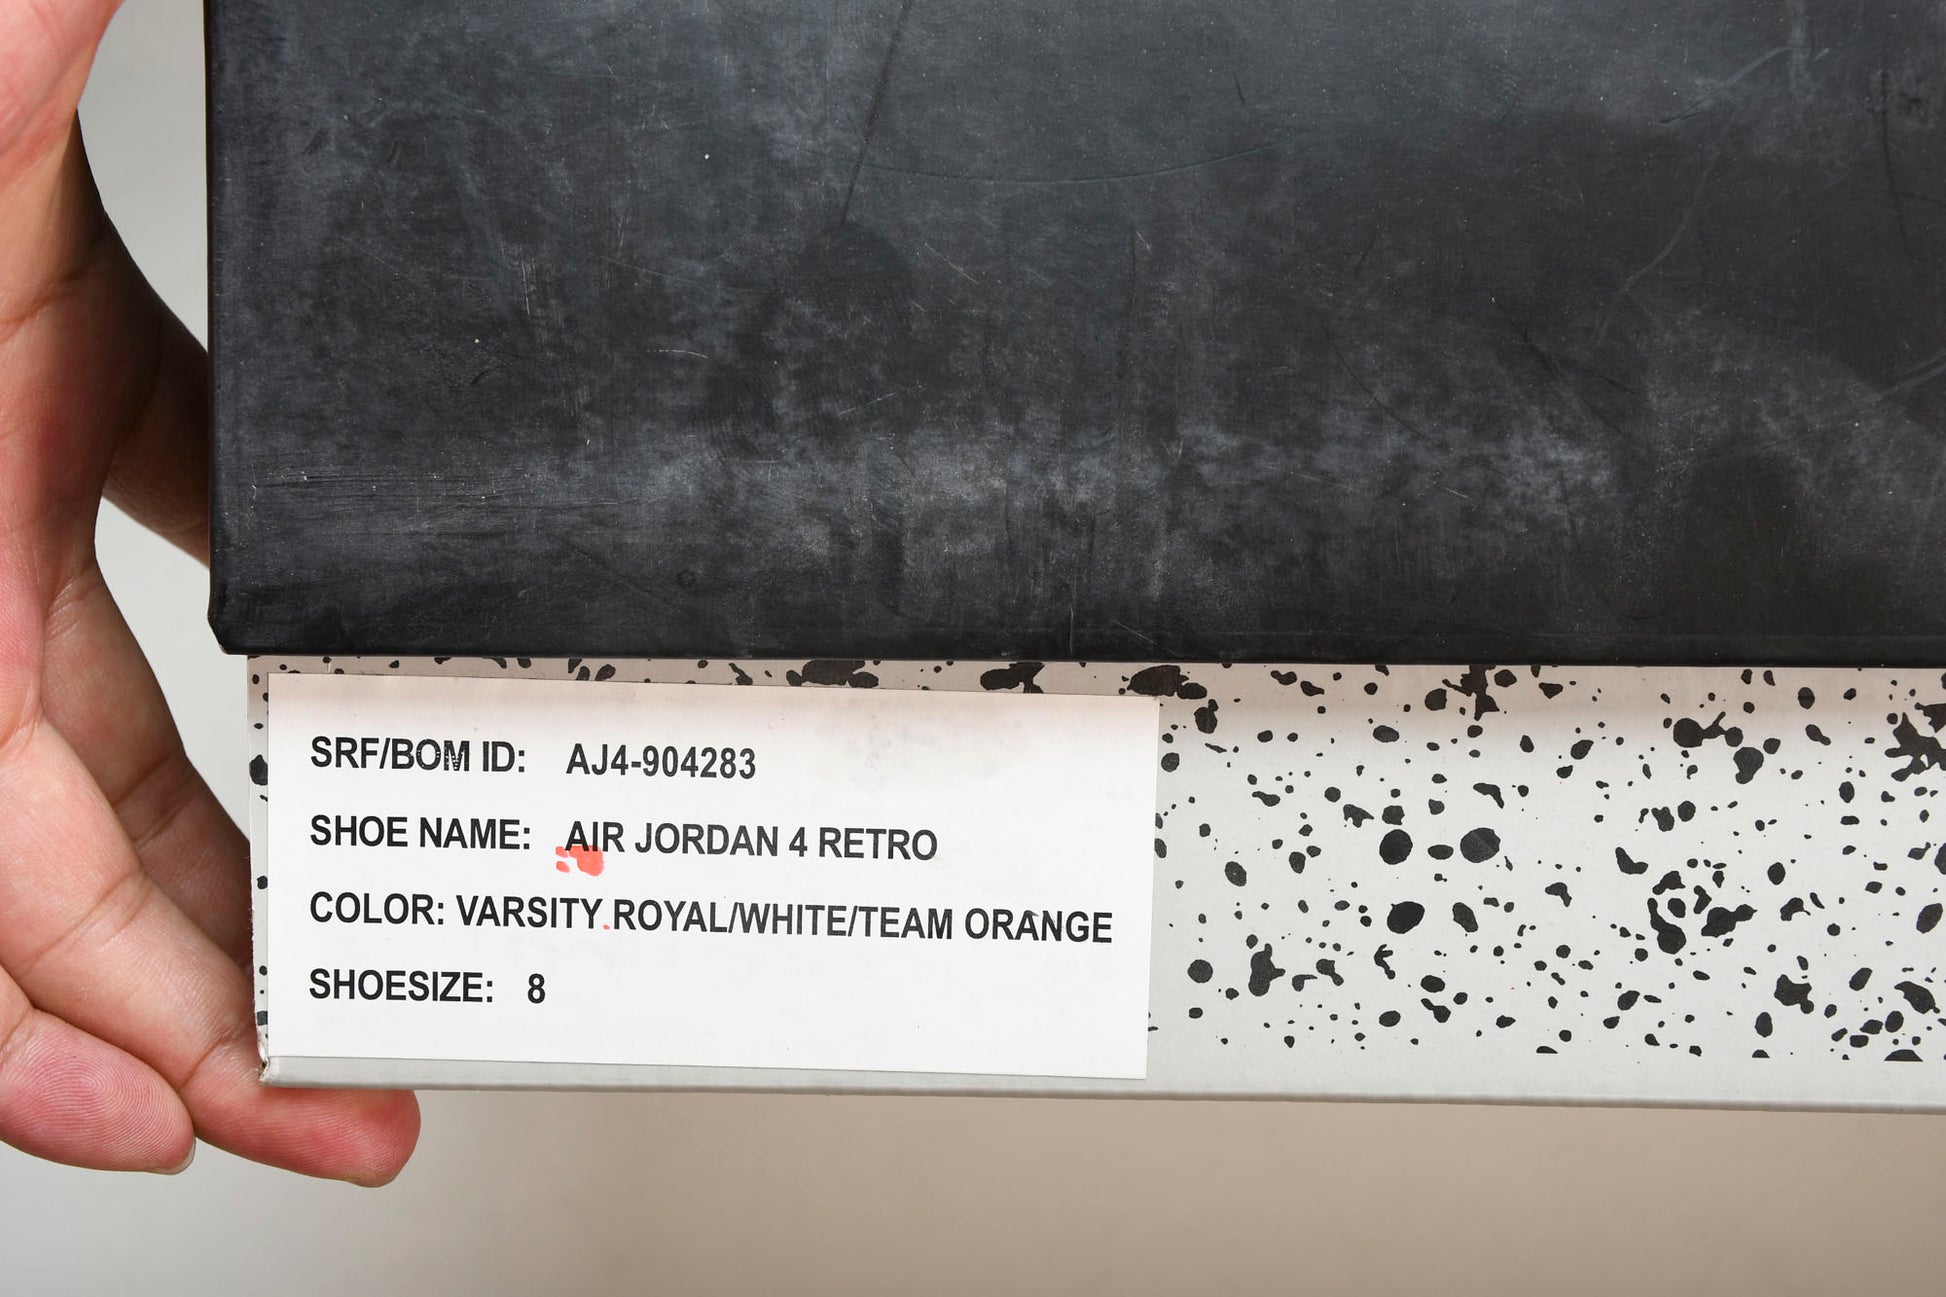 SRF/BOM ID: AJ4-904283
SHOE NAME: AIR JORDAN 4 RETRO
COLOR: VARSITY ROYAL/WHITE/TEAM ORANGE
SHOESIZE: 8